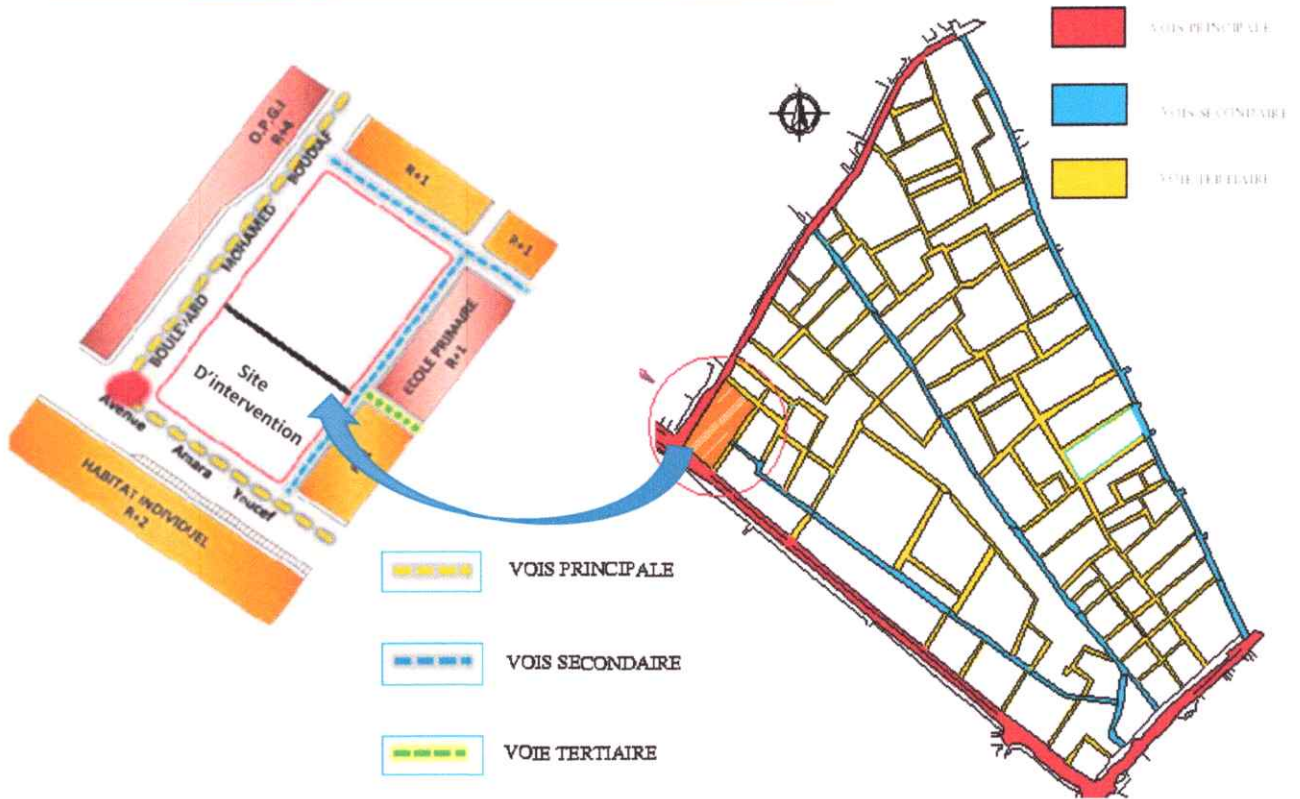 O.P.G.I
R+4
BOULEVARD MOHAMED BOUDIAF
R+1
R+1
ECOLE PRIMAIRE
R+1
Site
D'intervention
Avenue Amara Youcef
HABITAT INDIVIDUEL
R+2
VOIS PRINCIPALE
VOIS SECONDAIRE
VOIE TERTIAIRE
VOIS PRINCIPALE
VOIS SECONDAIRE
VOIE TERTIAIRE